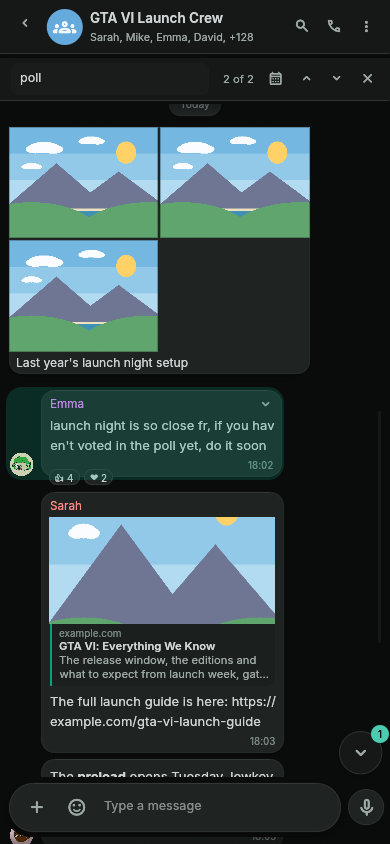 GTA VI Launch Crew
Sarah, Mike, Emma, David, +128
poll
2 of 2
Today
Last year's launch night setup
Emma
launch night is so close fr, if you hav
en't voted in the poll yet, do it soon
18:02
👍 4 ❤ 2
Sarah
example.com
GTA VI: Everything We Know
The release window, the editions and
what to expect from launch week, gat...
The full launch guide is here: https://
example.com/gta-vi-launch-guide
18:03
1
The preload opens Tuesday, lowkey
Type a message